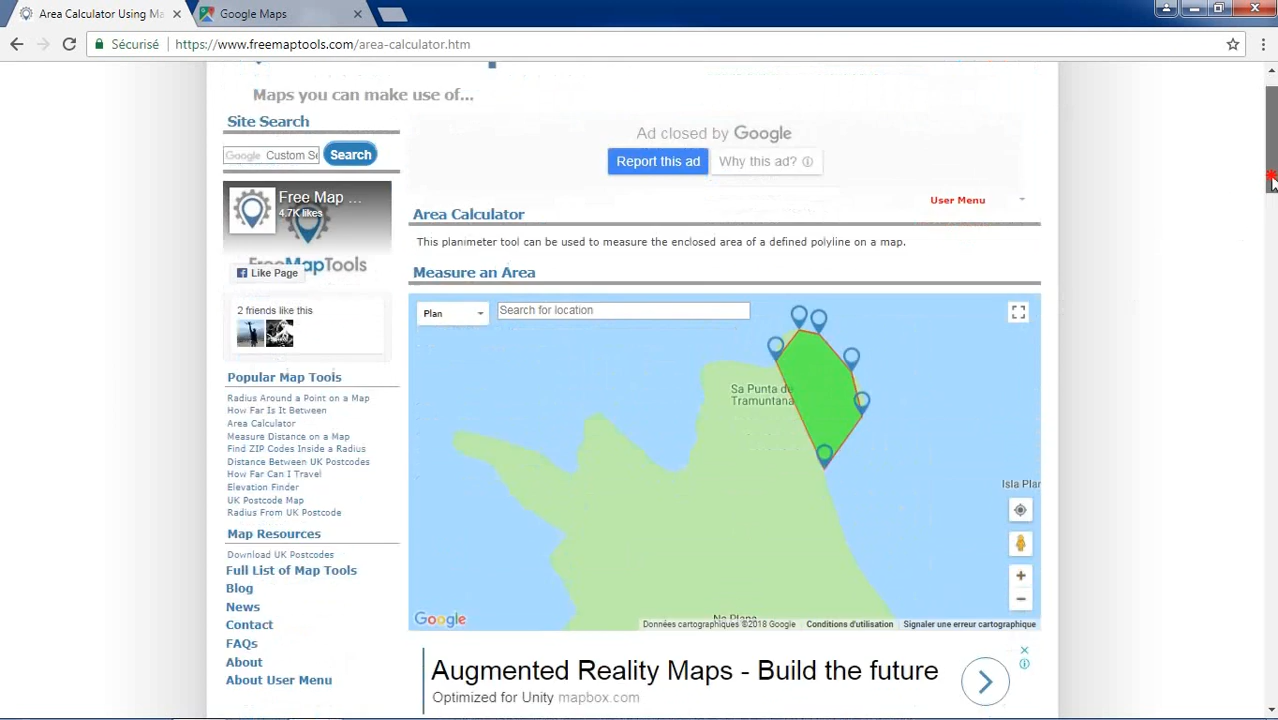 Area Calculator Using Ma
Google Maps
Sécurisé
https://www.freemaptools.com/area-calculator.htm
Maps you can make use of...
Site Search
Google Custom Se
Search
Free Map ...
4.7K likes
FreeMapTools
Like Page
2 friends like this
Popular Map Tools
Radius Around a Point on a Map
How Far Is It Between
Area Calculator
Measure Distance on a Map
Find ZIP Codes Inside a Radius
Distance Between UK Postcodes
How Far Can I Travel
Elevation Finder
UK Postcode Map
Radius From UK Postcode
Map Resources
Download UK Postcodes
Full List of Map Tools
Blog
News
Contact
FAQs
About
About User Menu
Ad closed by Google
Report this ad
Why this ad?
User Menu
Area Calculator
This planimeter tool can be used to measure the enclosed area of a defined polyline on a map.
Measure an Area
Plan
Search for location
Sa Punta de
Tramuntana
Isla Plan
Google
Données cartographiques ©2018 Google
Conditions d'utilisation
Signaler une erreur cartographique
Augmented Reality Maps - Build the future
Optimized for Unity mapbox.com